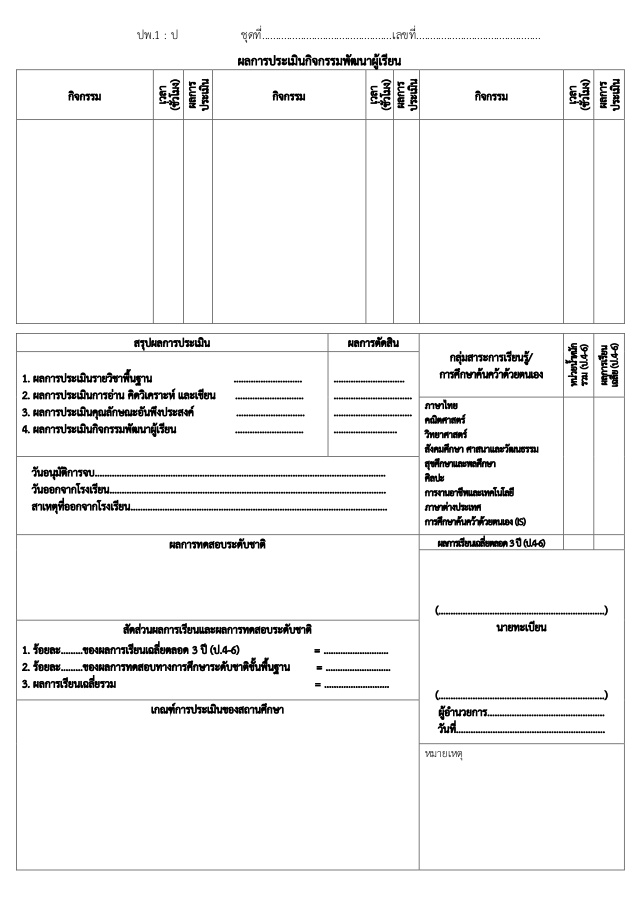 ปพ.1 : ป ชุดที่...............................................เลขที่.............................................
ผลการประเมินกิจกรรมพัฒนาผู้เรียน
กิจกรรม เวลา (ชั่วโมง) ผลการประเมิน กิจกรรม เวลา (ชั่วโมง) ผลการประเมิน กิจกรรม เวลา (ชั่วโมง) ผลการประเมิน
สรุปผลการประเมิน ผลการตัดสิน
1. ผลการประเมินรายวิชาพื้นฐาน ............................ .............................
2. ผลการประเมินการอ่าน คิดวิเคราะห์ และเขียน ............................ ................................
3. ผลการประเมินคุณลักษณะอันพึงประสงค์ ............................ ................................
4. ผลการประเมินกิจกรรมพัฒนาผู้เรียน ............................ ..........................
วันอนุมัติการจบ........................................................................................................................
วันออกจากโรงเรียน.................................................................................................................
สาเหตุที่ออกจากโรงเรียน.........................................................................................................
ผลการทดสอบระดับชาติ
สัดส่วนผลการเรียนและผลการทดสอบระดับชาติ
1. ร้อยละ.........ของผลการเรียนเฉลี่ยตลอด 3 ปี (ป.4-6) = ...........................
2. ร้อยละ.........ของผลการทดสอบทางการศึกษาระดับชาติขั้นพื้นฐาน = ...........................
3. ผลการเรียนเฉลี่ยรวม = ...........................
เกณฑ์การประเมินของสถานศึกษา
กลุ่มสาระการเรียนรู้/
การศึกษาค้นคว้าด้วยตนเอง
หน่วยน้ำหนัก
รวม (ป.4-6)
ผลการเรียน
เฉลี่ย (ป.4-6)
ภาษาไทย
คณิตศาสตร์
วิทยาศาสตร์
สังคมศึกษา ศาสนาและวัฒนธรรม
สุขศึกษาและพลศึกษา
ศิลปะ
การงานอาชีพและเทคโนโลยี
ภาษาต่างประเทศ
การศึกษาค้นคว้าด้วยตนเอง (IS)
ผลการเรียนเฉลี่ยตลอด 3 ปี (ป.4-6)
(....................................................................)
นายทะเบียน
(....................................................................)
ผู้อำนวยการ................................................
วันที่.............................................................
หมายเหตุ